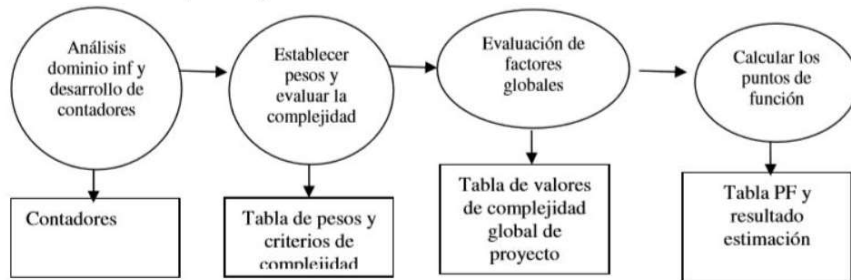 Análisis
dominio inf y
desarrollo de
contadores
Establecer
pesos y
evaluar la
complejidad
Evaluación de
factores
globales
Calcular los
puntos de
función
Contadores
Tabla de pesos y
criterios de
complejidad
Tabla de valores
de complejidad
global de
proyecto
Tabla PF y
resultado
estimación